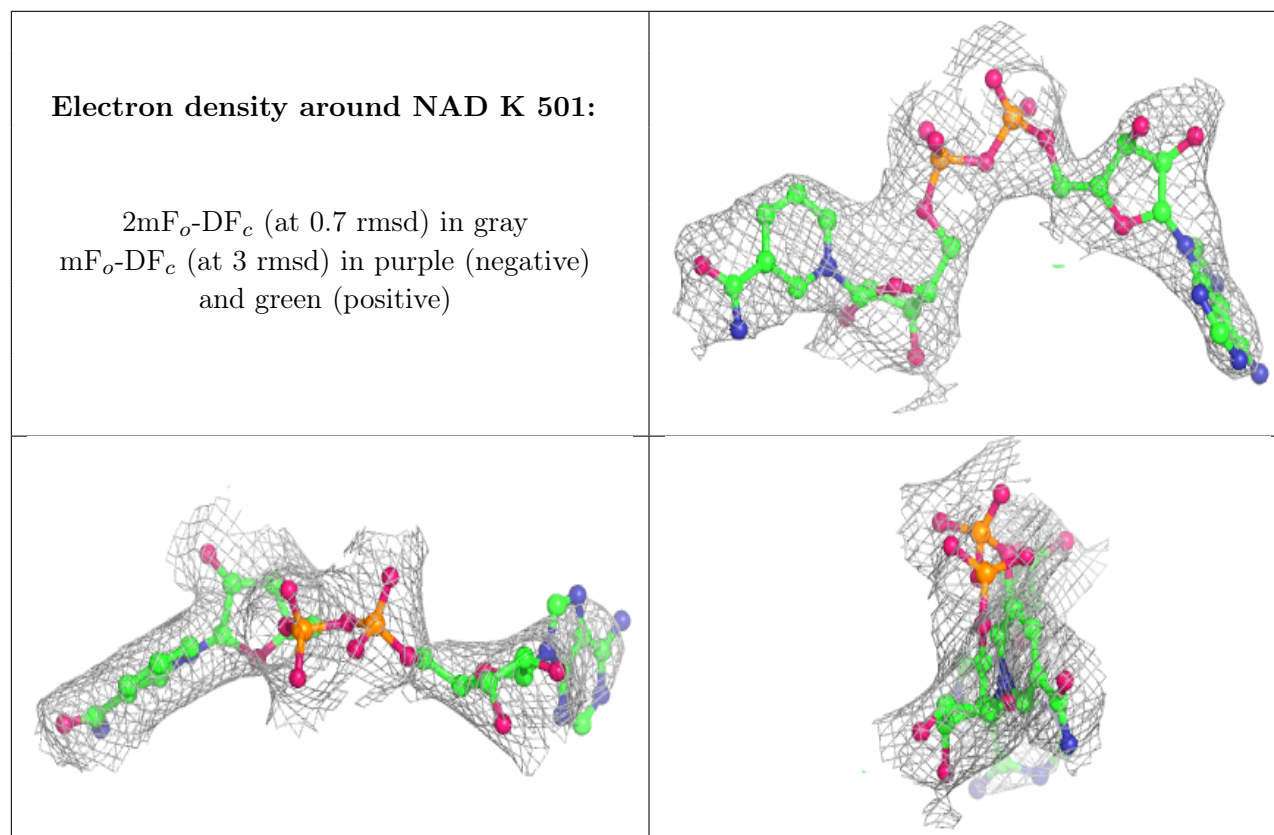 Electron density around NAD K 501:
2mFo-DFc (at 0.7 rmsd) in gray
mFo-DFc (at 3 rmsd) in purple (negative)
and green (positive)